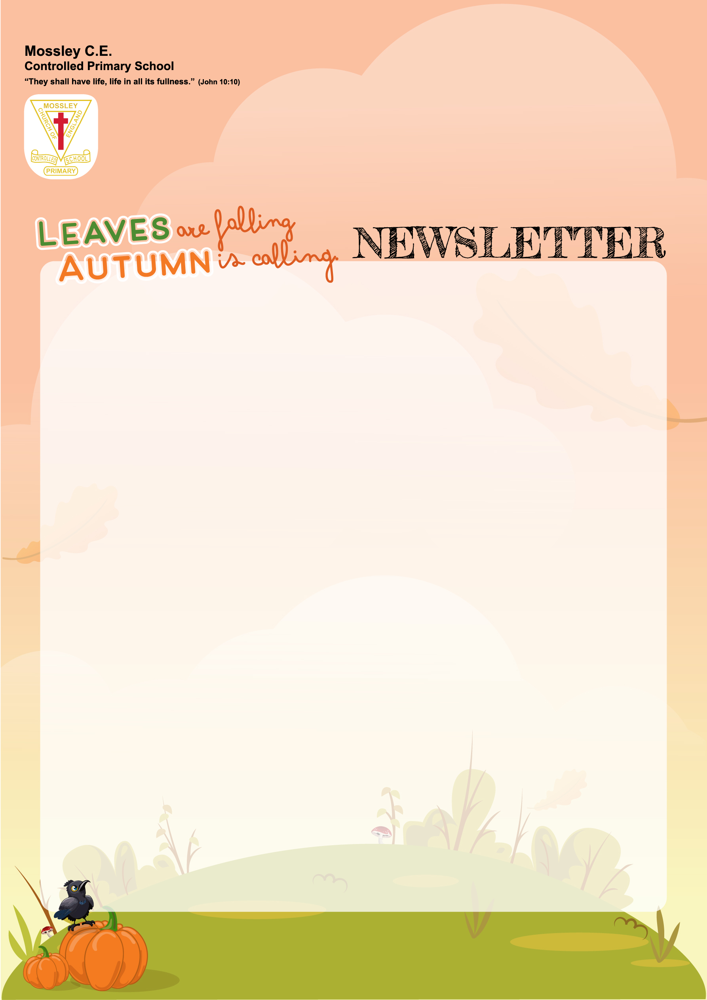 Mossley C.E.
Controlled Primary School
“They shall have life, life in all its fullness.” (John 10:10)
MOSSLEY
CHURCH OF ENGLAND
CONTROLLED SCHOOL
PRIMARY
LEAVES are falling
AUTUMN is calling.
NEWSLETTER